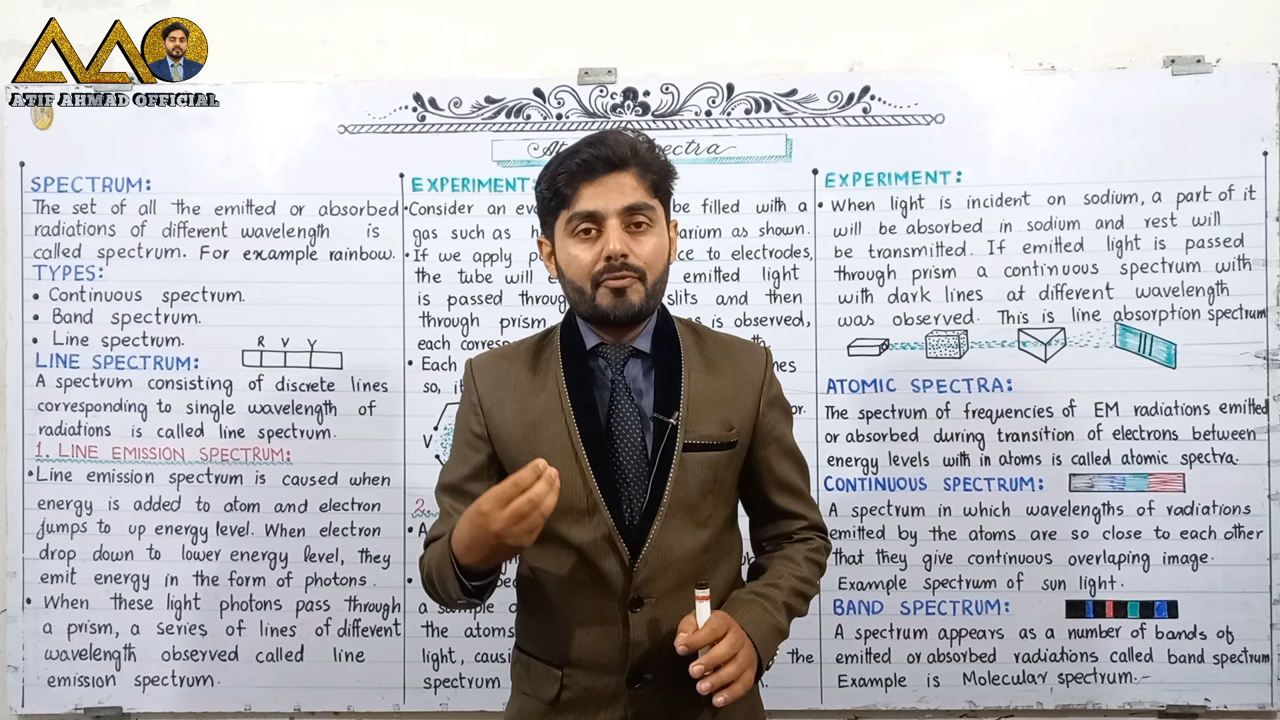 ATIF AHMAD OFFICIAL
SPECTRUM:
The set of all the emitted or absorbed
radiations of different wavelength is
called spectrum. For example rainbow.
TYPES:
• Continuous spectrum.
• Band spectrum.
• Line spectrum.
R V Y
LINE SPECTRUM:
A spectrum consisting of discrete lines
corresponding to single wavelength of
radiations is called line spectrum.
1. LINE EMISSION SPECTRUM:
• Line emission spectrum is caused when
energy is added to atom and electron
jumps to up energy level. When electron
drop down to lower energy level, they
emit energy in the form of photons.
• When these light photons pass through
a prism, a series of lines of different
wavelength observed called line
emission spectrum.
EXPERIMENT:
• Consider an be filled with a
gas such as as shown.
• If we apply to electrodes,
the tube will emitted light
is passed slits and then
through prism is observed,
each
• Each
so,
V
2.
•
•
a sample
the atoms
light, the
spectrum
EXPERIMENT:
• When light is incident on sodium, a part of it
will be absorbed in sodium and rest will
be transmitted. If emitted light is passed
through prism a continuous spectrum with
with dark lines at different wavelength
was observed. This is line absorption spectrum
ATOMIC SPECTRA:
The spectrum of frequencies of EM radiations emitted
or absorbed during transition of electrons between
energy levels with in atoms is called atomic spectra.
CONTINUOUS SPECTRUM:
A spectrum in which wavelengths of radiations
emitted by the atoms are so close to each other
that they give continuous overlaping image.
Example spectrum of sun light.
BAND SPECTRUM:
A spectrum appears as a number of bands of
emitted or absorbed radiations called band spectrum
Example is Molecular spectrum.-